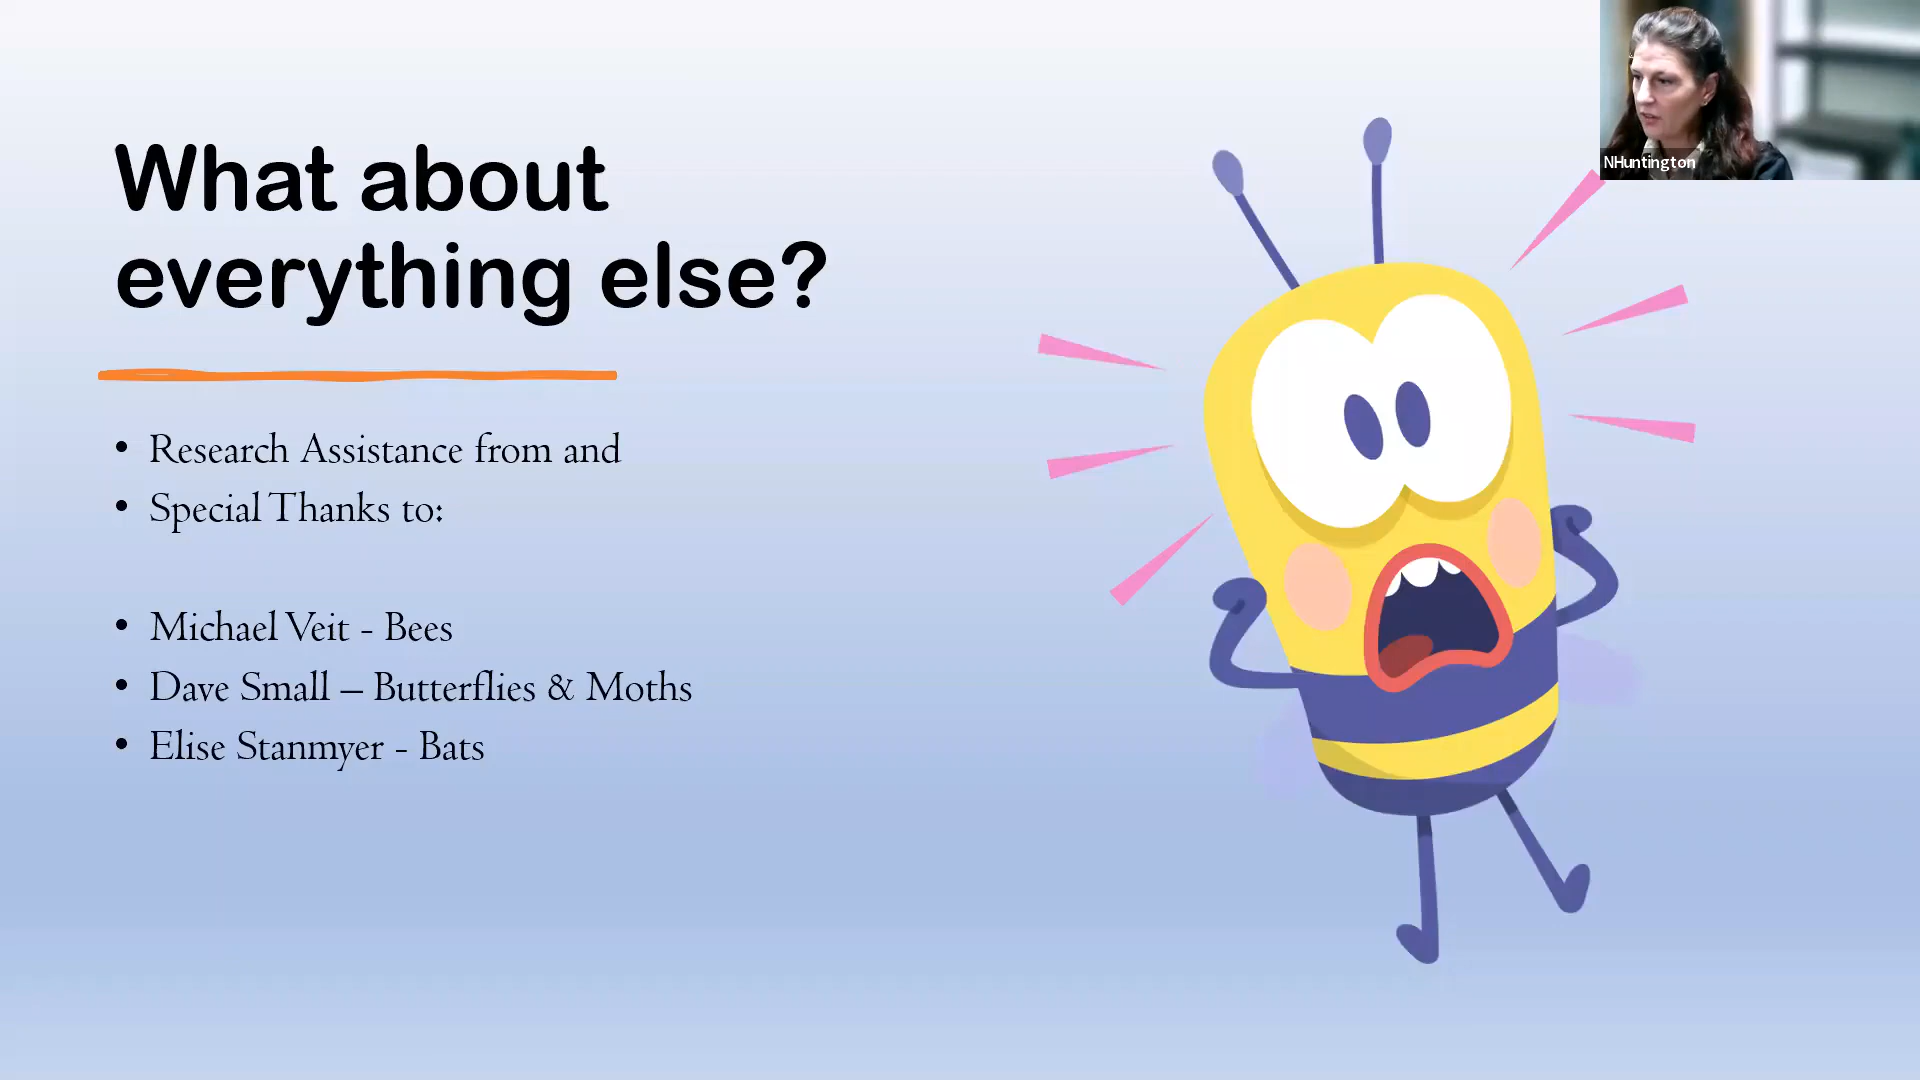 What about
everything else?
• Research Assistance from and
• Special Thanks to:
• Michael Veit - Bees
• Dave Small – Butterflies & Moths
• Elise Stanmyer - Bats
NHuntington